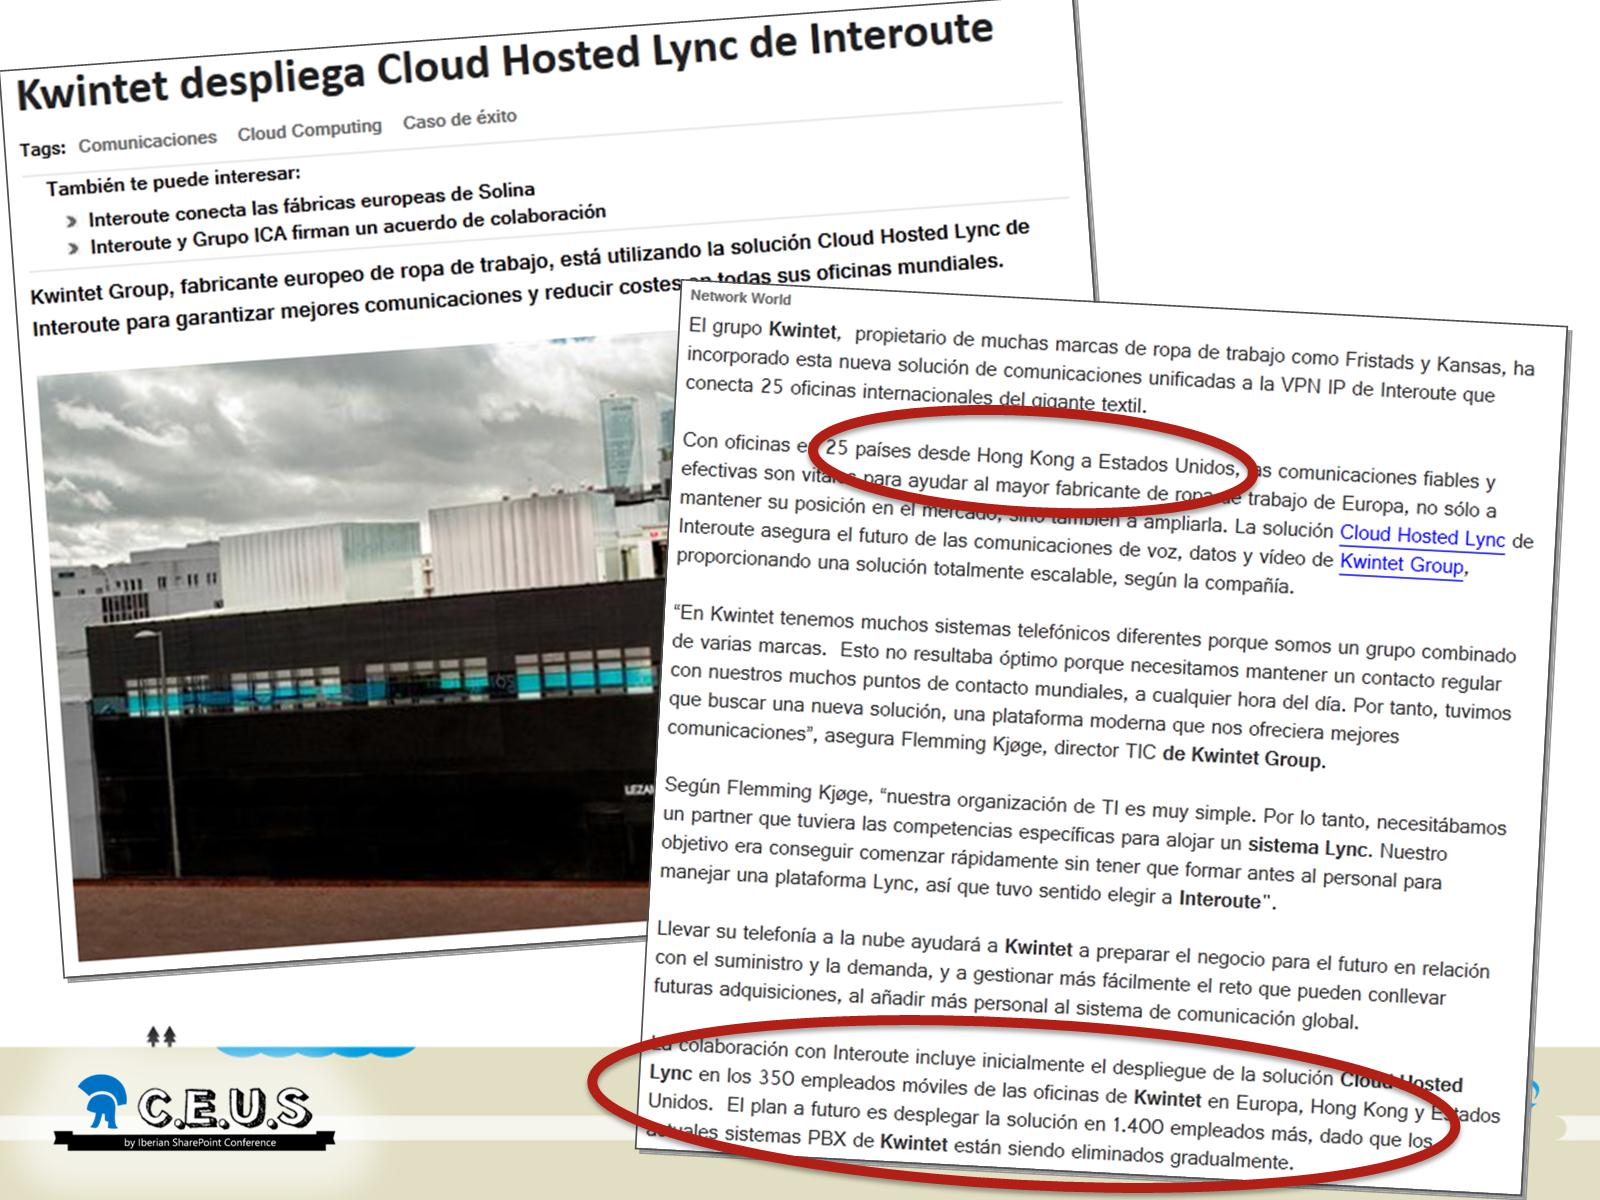 Kwintet despliega Cloud Hosted Lync de Interoute
Tags: Comunicaciones Cloud Computing Caso de éxito
También te puede interesar:
Interoute conecta las fábricas europeas de Solina
Interoute y Grupo ICA firman un acuerdo de colaboración
Kwintet Group, fabricante europeo de ropa de trabajo, está utilizando la solución Cloud Hosted Lync de
Interoute para garantizar mejores comunicaciones y reducir costes en todas sus oficinas mundiales.
Network World
El grupo Kwintet, propietario de muchas marcas de ropa de trabajo como Fristads y Kansas, ha
incorporado esta nueva solución de comunicaciones unificadas a la VPN IP de Interoute que
conecta 25 oficinas internacionales del gigante textil.
Con oficinas en 25 países desde Hong Kong a Estados Unidos, las comunicaciones fiables y
efectivas son vitales para ayudar al mayor fabricante de ropa de trabajo de Europa, no sólo a
mantener su posición en el mercado, sino también a ampliarla. La solución Cloud Hosted Lync de
Interoute asegura el futuro de las comunicaciones de voz, datos y vídeo de Kwintet Group,
proporcionando una solución totalmente escalable, según la compañía.
“En Kwintet tenemos muchos sistemas telefónicos diferentes porque somos un grupo combinado
de varias marcas. Esto no resultaba óptimo porque necesitamos mantener un contacto regular
con nuestros muchos puntos de contacto mundiales, a cualquier hora del día. Por tanto, tuvimos
que buscar una nueva solución, una plataforma moderna que nos ofreciera mejores
comunicaciones”, asegura Flemming Kjøge, director TIC de Kwintet Group.
Según Flemming Kjøge, “nuestra organización de TI es muy simple. Por lo tanto, necesitábamos
un partner que tuviera las competencias específicas para alojar un sistema Lync. Nuestro
objetivo era conseguir comenzar rápidamente sin tener que formar antes al personal para
manejar una plataforma Lync, así que tuvo sentido elegir a Interoute".
Llevar su telefonía a la nube ayudará a Kwintet a preparar el negocio para el futuro en relación
con el suministro y la demanda, y a gestionar más fácilmente el reto que pueden conllevar
futuras adquisiciones, al añadir más personal al sistema de comunicación global.
La colaboración con Interoute incluye inicialmente el despliegue de la solución Cloud Hosted
Lync en los 350 empleados móviles de las oficinas de Kwintet en Europa, Hong Kong y Estados
Unidos. El plan a futuro es desplegar la solución en 1.400 empleados más, dado que los
actuales sistemas PBX de Kwintet están siendo eliminados gradualmente.
C.E.U.S
by Iberian SharePoint Conference